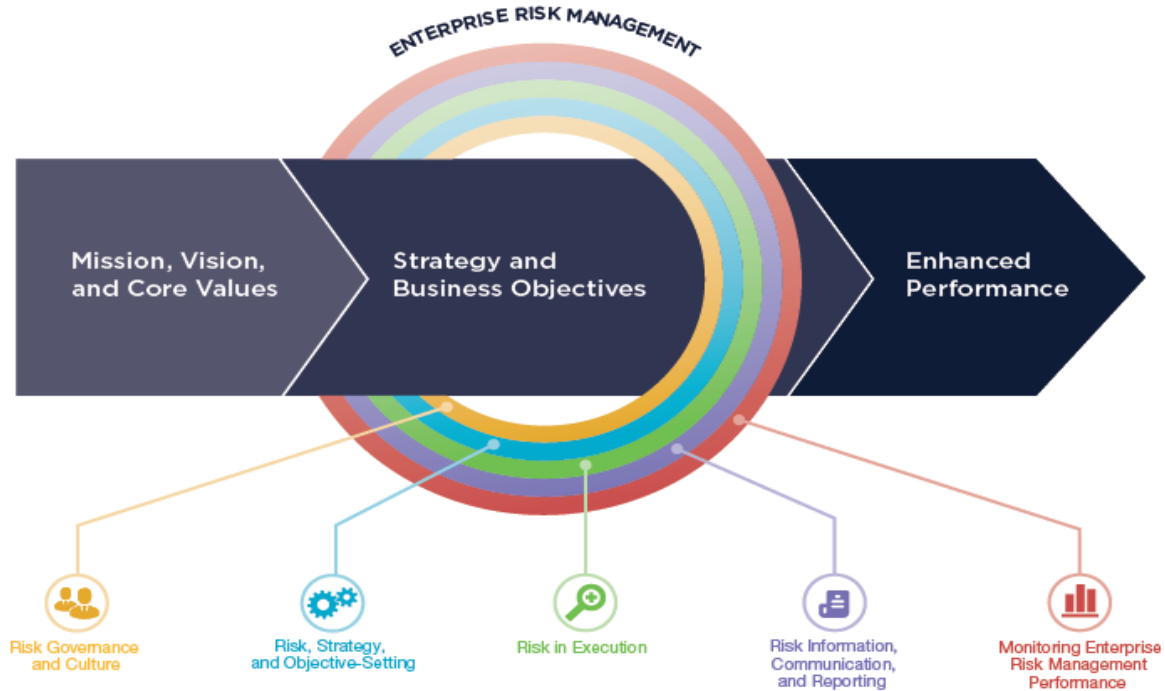 ENTERPRISE RISK MANAGEMENT
Mission, Vision,
and Core Values
Strategy and
Business Objectives
Enhanced
Performance
Risk Governance
and Culture
Risk, Strategy,
and Objective-Setting
Risk in Execution
Risk Information,
Communication,
and Reporting
Monitoring Enterprise
Risk Management
Performance